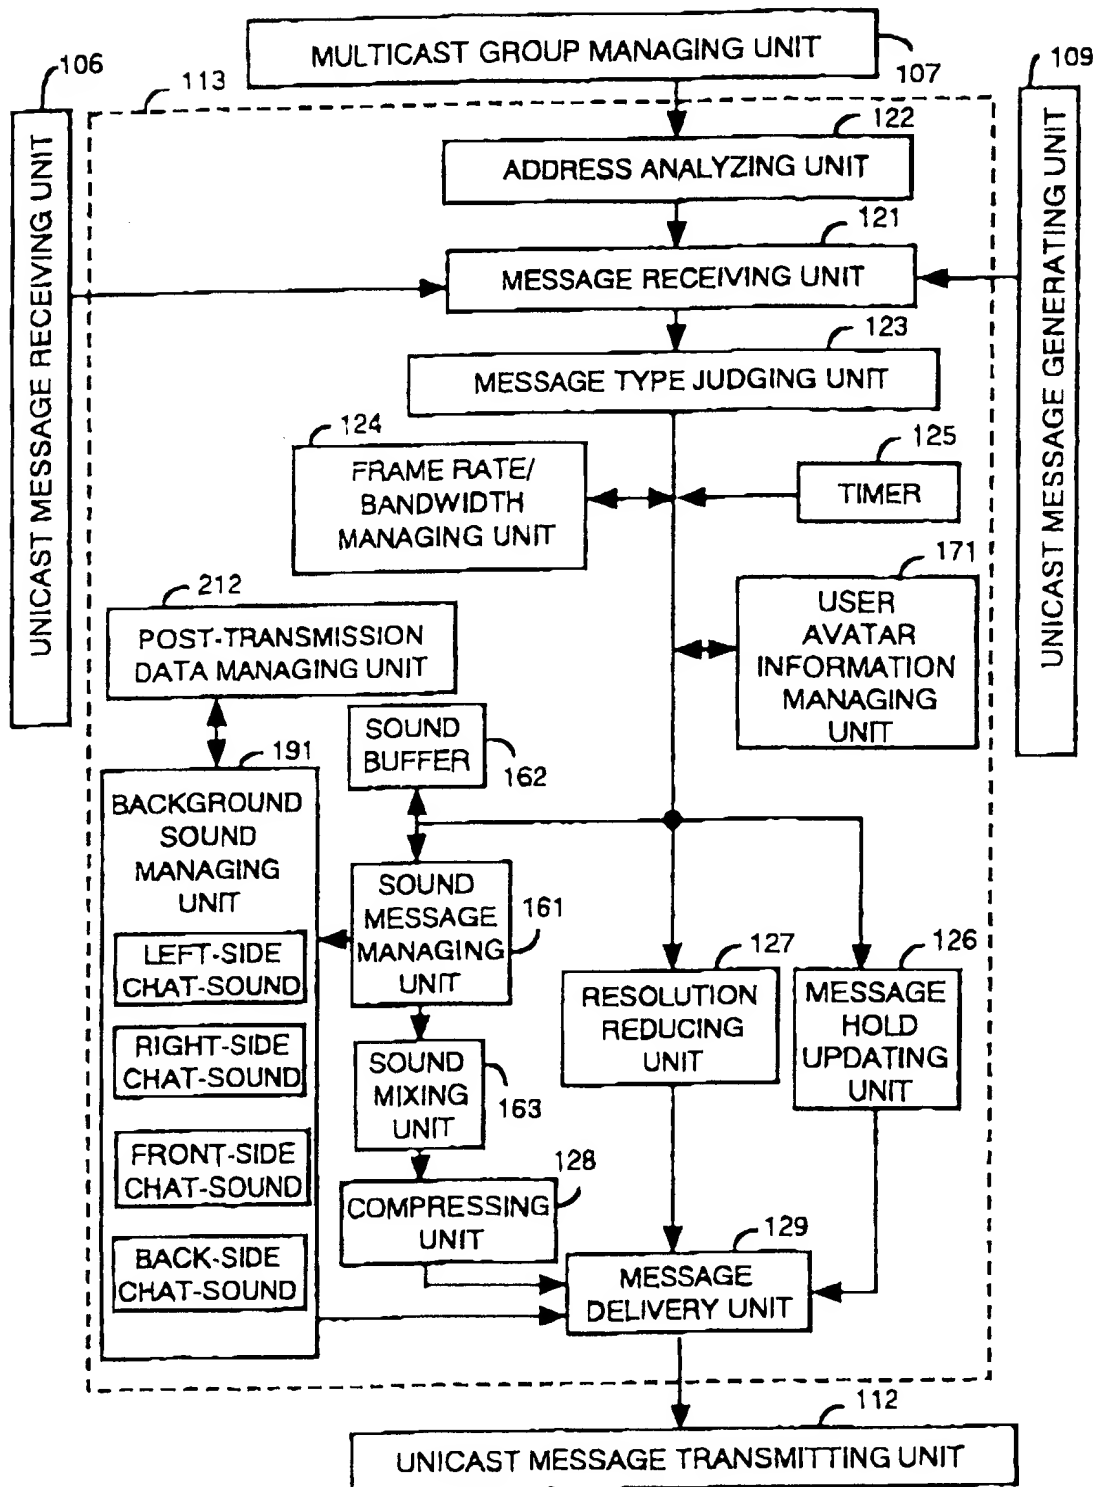 MULTICAST GROUP MANAGING UNIT
107
106
UNICAST MESSAGE RECEIVING UNIT
113
109
UNICAST MESSAGE GENERATING UNIT
122
ADDRESS ANALYZING UNIT
121
MESSAGE RECEIVING UNIT
123
MESSAGE TYPE JUDGING UNIT
124
FRAME RATE/
BANDWIDTH
MANAGING UNIT
125
TIMER
171
USER
AVATAR
INFORMATION
MANAGING
UNIT
212
POST-TRANSMISSION
DATA MANAGING UNIT
SOUND
BUFFER
162
191
BACKGROUND
SOUND
MANAGING
UNIT
LEFT-SIDE
CHAT-SOUND
RIGHT-SIDE
CHAT-SOUND
FRONT-SIDE
CHAT-SOUND
BACK-SIDE
CHAT-SOUND
SOUND
MESSAGE
MANAGING
UNIT
161
SOUND
MIXING
UNIT
163
128
COMPRESSING
UNIT
127
RESOLUTION
REDUCING
UNIT
126
MESSAGE
HOLD
UPDATING
UNIT
129
MESSAGE
DELIVERY UNIT
112
UNICAST MESSAGE TRANSMITTING UNIT